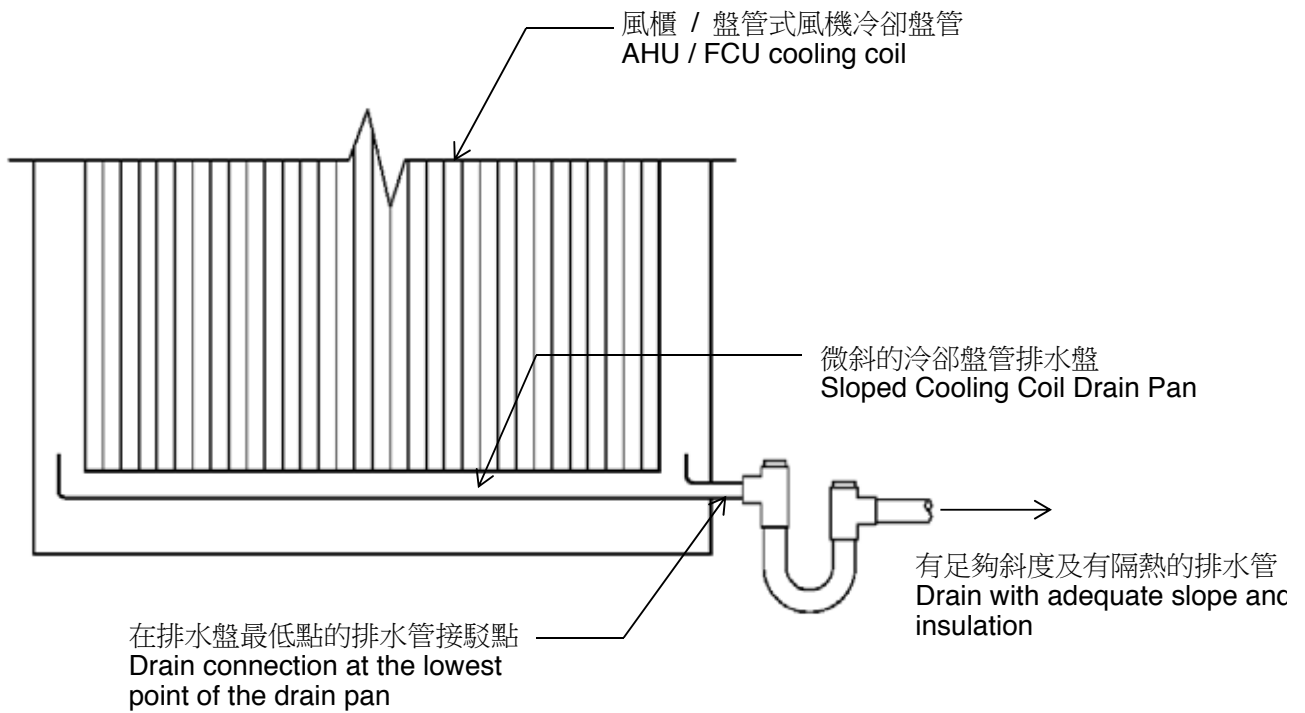 風櫃 / 盤管式風機冷卻盤管
AHU / FCU cooling coil
微斜的泠郤盤管排水盤
Sloped Cooling Coil Drain Pan
有足夠斜度及有隔熱的排水管
Drain with adequate slope and
insulation
在排水盤最低點的排水管接駁點
Drain connection at the lowest
point of the drain pan